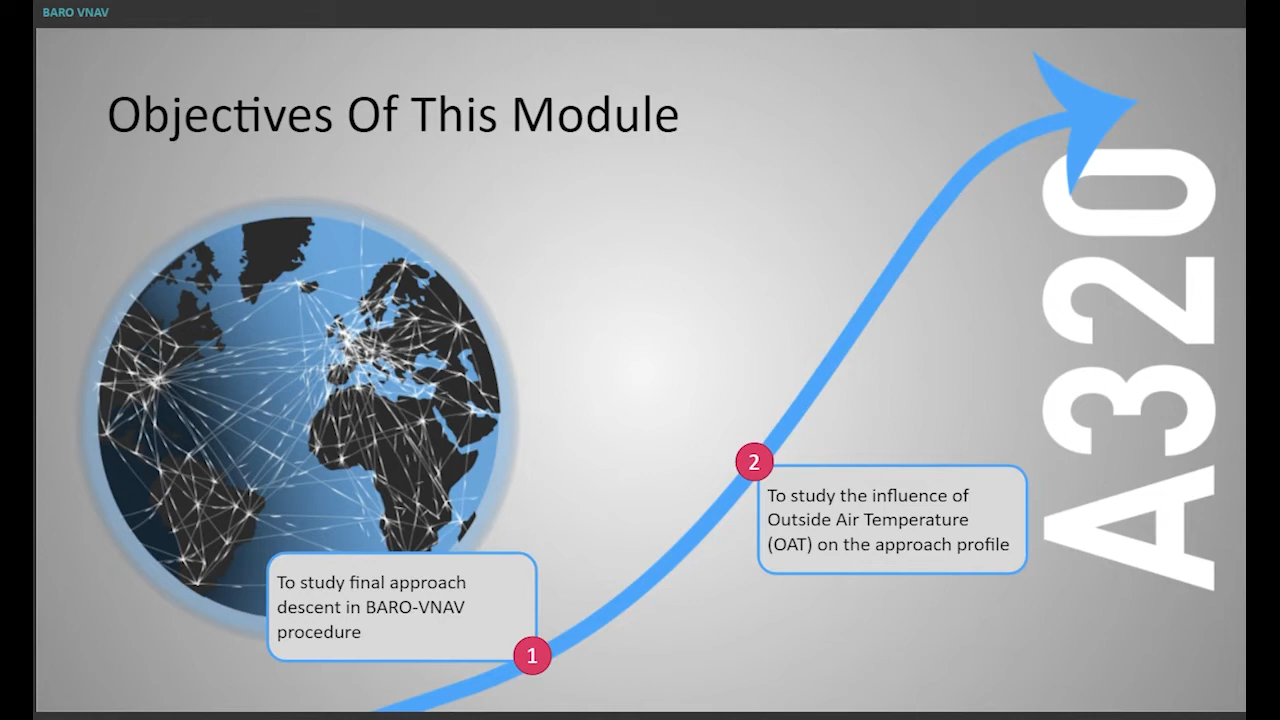 BARO VNAV
Objectives Of This Module
A320
2
To study the influence of
Outside Air Temperature
(OAT) on the approach profile
To study final approach
descent in BARO-VNAV
procedure
1